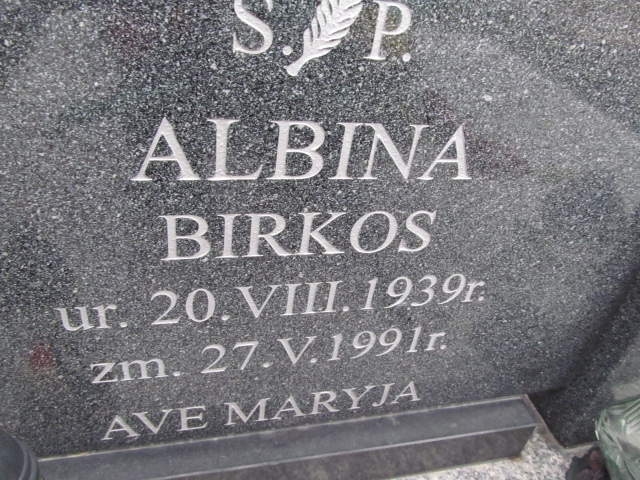 S. P.
ALBINA
BIRKOS
ur. 20.VIII.1939r.
zm. 27.V.1991r.
AVE MARYJA